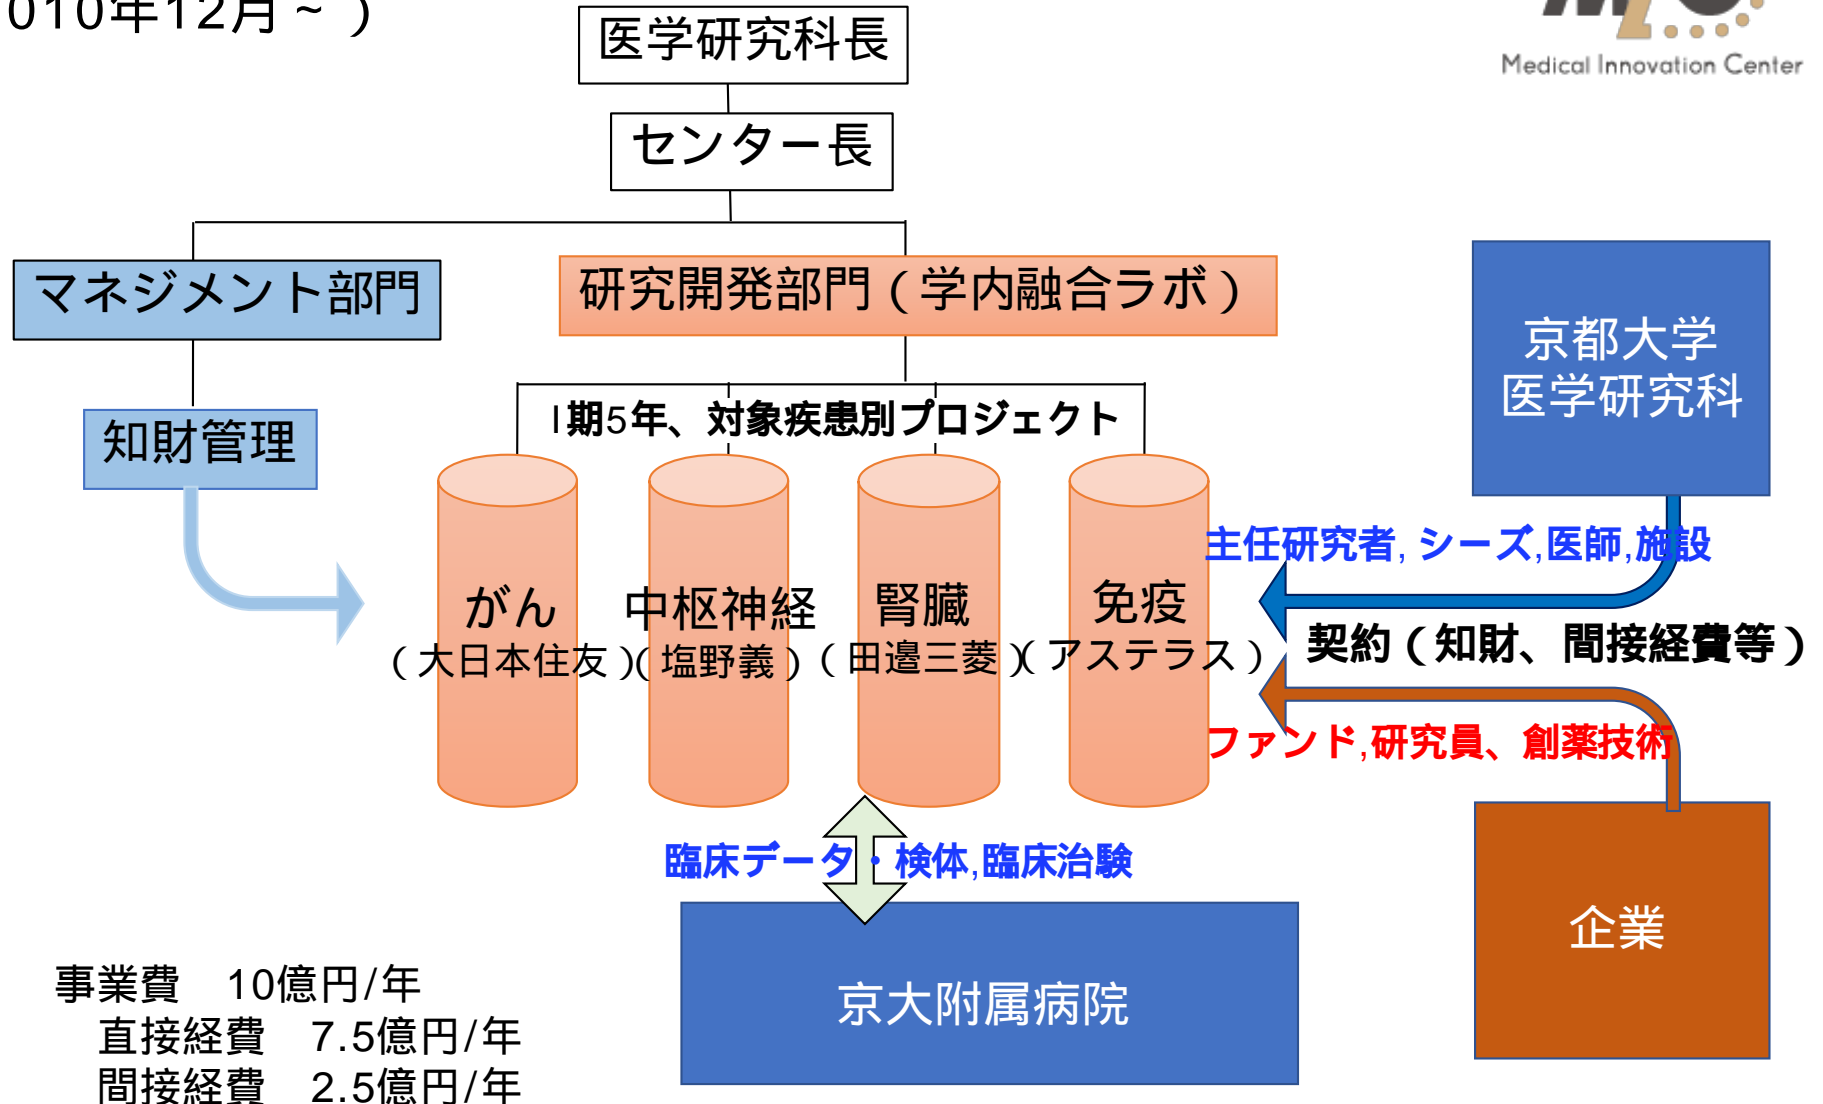 010年12月~ )
Medical Innovation Center
医学研究科長
センター長
マネジメント部門
研究開発部門(学内融合ラボ)
知財管理
I期5年、対象疾患別プロジェクト
がん
(大日本住友)
中枢神経
(塩野義)
腎臓
(田邉三菱)
免疫
(アステラス)
京都大学
医学研究科
主任研究者, シーズ,医師,施設
契約(知財、間接経費等)
ファンド,研究員、創薬技術
企業
臨床データ・検体,臨床治験
京大附属病院
事業費 10億円/年
直接経費 7.5億円/年
間接経費 2.5億円/年